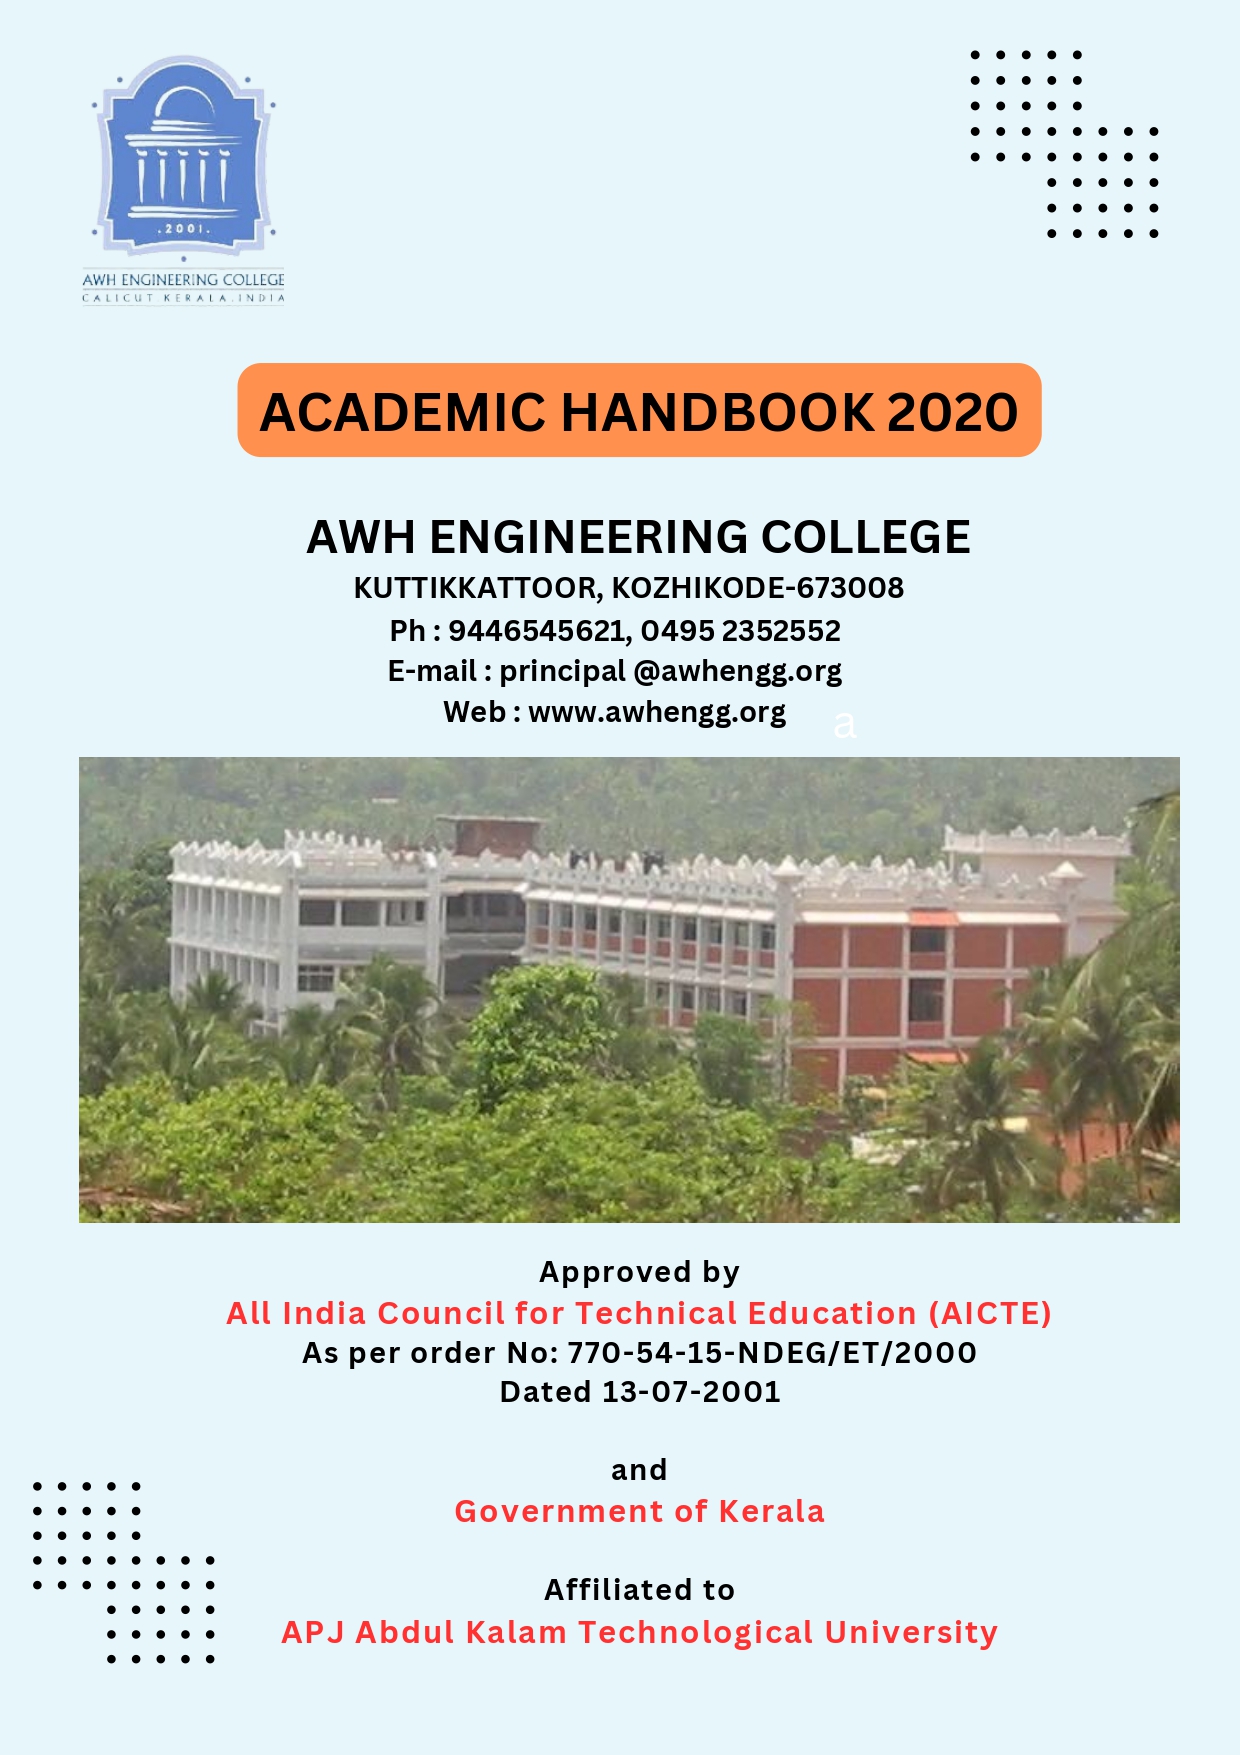 .2001.
AWH ENGINEERING COLLEGE
CALICUT.KERALA.INDIA
ACADEMIC HANDBOOK 2020
AWH ENGINEERING COLLEGE
KUTTIKKATTOOR, KOZHIKODE-673008
Ph : 9446545621, 0495 2352552
E-mail : principal @awhengg.org
Web : www.awhengg.org
a
Approved by
All India Council for Technical Education (AICTE)
As per order No: 770-54-15-NDEG/ET/2000
Dated 13-07-2001
and
Government of Kerala
Affiliated to
APJ Abdul Kalam Technological University